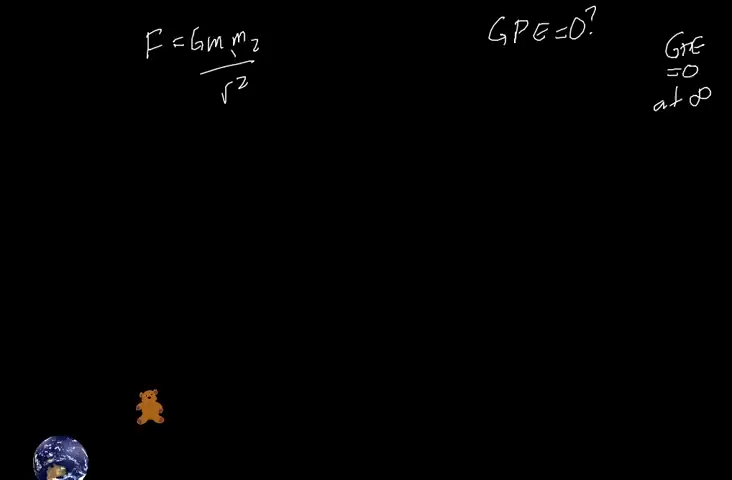 F = Gm₁m₂
r²
GPE=0?
GPE
=0
at ∞